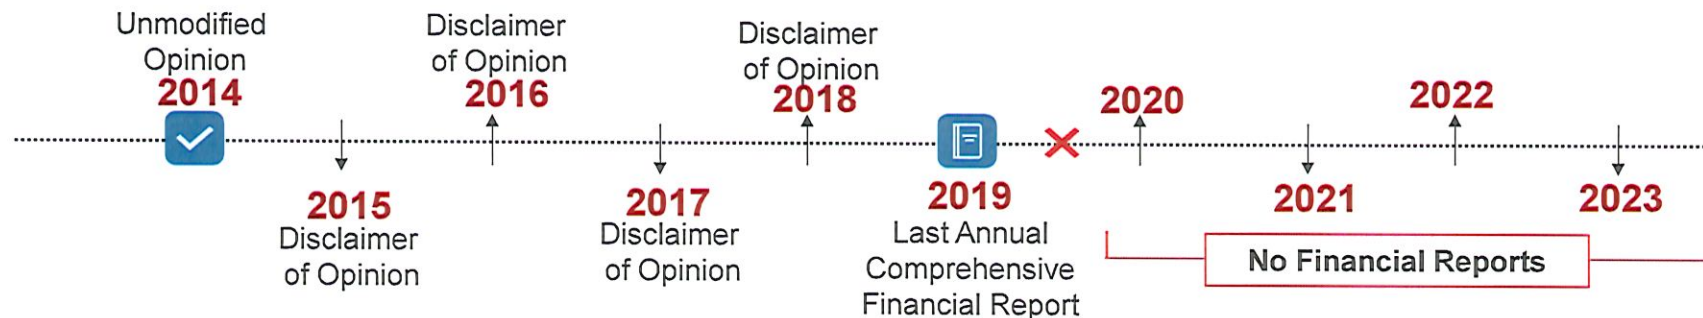 Unmodified
Opinion
2014
2015
Disclaimer
of Opinion
Disclaimer
of Opinion
2016
2017
Disclaimer
of Opinion
Disclaimer
of Opinion
2018
2019
Last Annual
Comprehensive
Financial Report
2020
2021
2022
2023
No Financial Reports